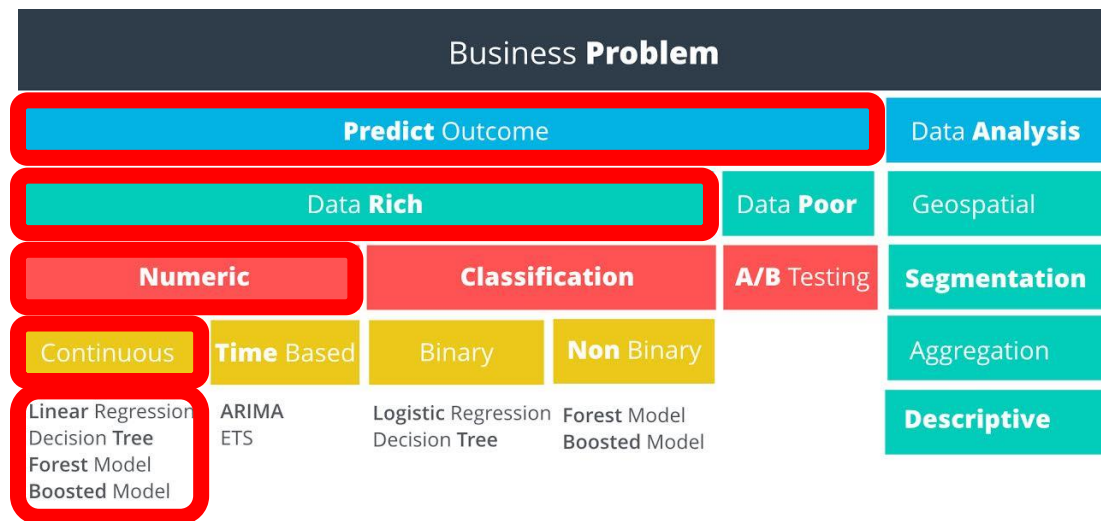 Business Problem
Predict Outcome
Data Analysis
Data Rich
Data Poor
Geospatial
Numeric
Classification
A/B Testing
Segmentation
Continuous
Time Based
Binary
Non Binary
Aggregation
Linear Regression
Decision Tree
Forest Model
Boosted Model
ARIMA
ETS
Logistic Regression
Decision Tree
Forest Model
Boosted Model
Descriptive